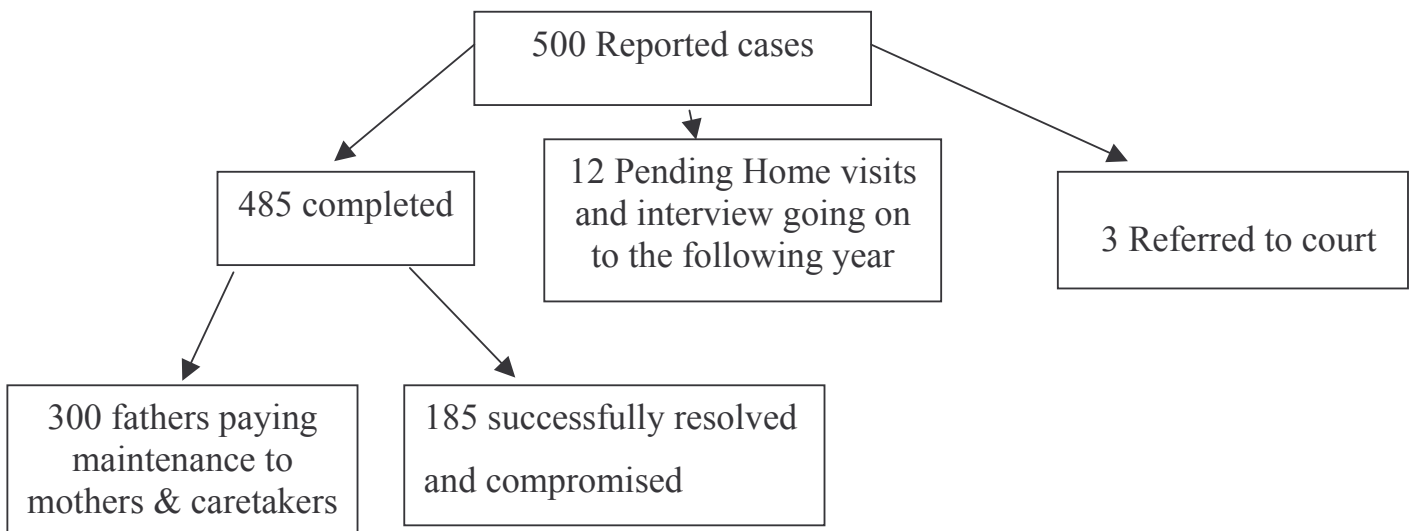 500 Reported cases
485 completed
12 Pending Home visits
and interview going on
to the following year
3 Referred to court
300 fathers paying
maintenance to
mothers & caretakers
185 successfully resolved
and compromised